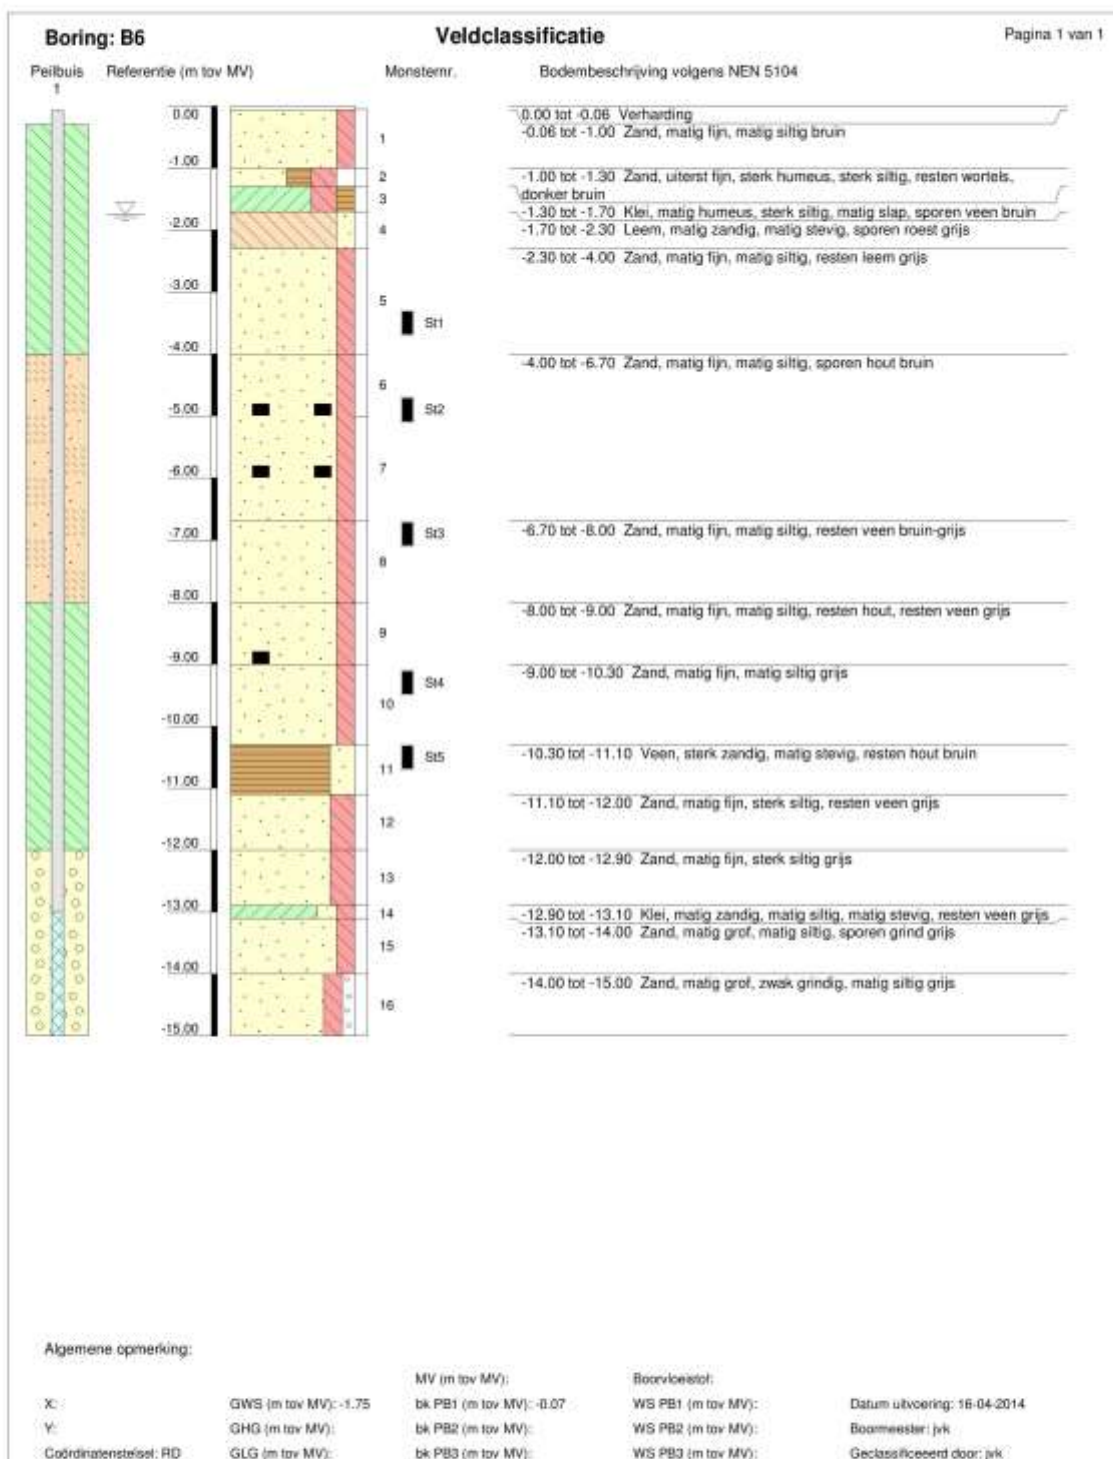 Boring: B6
Veldclassificatie
Pagina 1 van 1
Peilbuis
1
Referentie (m tov MV)
Monsternr.
Bodembeschrijving volgens NEN 5104
0.00
-1.00
-2.00
-3.00
-4.00
-5.00
-6.00
-7.00
-8.00
-9.00
-10.00
-11.00
-12.00
-13.00
-14.00
-15.00
1
2
3
4
5
6
7
8
9
10
11
12
13
14
15
16
St1
St2
St3
St4
St5
0.00 tot -0.06 Verharding
-0.06 tot -1.00 Zand, matig fijn, matig siltig bruin
-1.00 tot -1.30 Zand, uiterst fijn, sterk humeus, sterk siltig, resten wortels,
donker bruin
-1.30 tot -1.70 Klei, matig humeus, sterk siltig, matig slap, sporen veen bruin
-1.70 tot -2.30 Leem, matig zandig, matig stevig, sporen roest grijs
-2.30 tot -4.00 Zand, matig fijn, matig siltig, resten leem grijs
-4.00 tot -6.70 Zand, matig fijn, matig siltig, sporen hout bruin
-6.70 tot -8.00 Zand, matig fijn, matig siltig, resten veen bruin-grijs
-8.00 tot -9.00 Zand, matig fijn, matig siltig, resten hout, resten veen grijs
-9.00 tot -10.30 Zand, matig fijn, matig siltig grijs
-10.30 tot -11.10 Veen, sterk zandig, matig stevig, resten hout bruin
-11.10 tot -12.00 Zand, matig fijn, sterk siltig, resten veen grijs
-12.00 tot -12.90 Zand, matig fijn, sterk siltig grijs
-12.90 tot -13.10 Klei, matig zandig, matig siltig, matig stevig, resten veen grijs
-13.10 tot -14.00 Zand, matig grof, matig siltig, sporen grind grijs
-14.00 tot -15.00 Zand, matig grof, zwak grindig, matig siltig grijs
Algemene opmerking:
MV (m tov MV): Boorvloeistof:
X: GWS (m tov MV): -1.75 bk PB1 (m tov MV): -0.07 WS PB1 (m tov MV): Datum uitvoering: 16-04-2014
Y: GHG (m tov MV): bk PB2 (m tov MV): WS PB2 (m tov MV): Boormeester: jvk
Coördinatenstelsel: RD GLG (m tov MV): bk PB3 (m tov MV): WS PB3 (m tov MV): Geclassificeeerd door: jvk